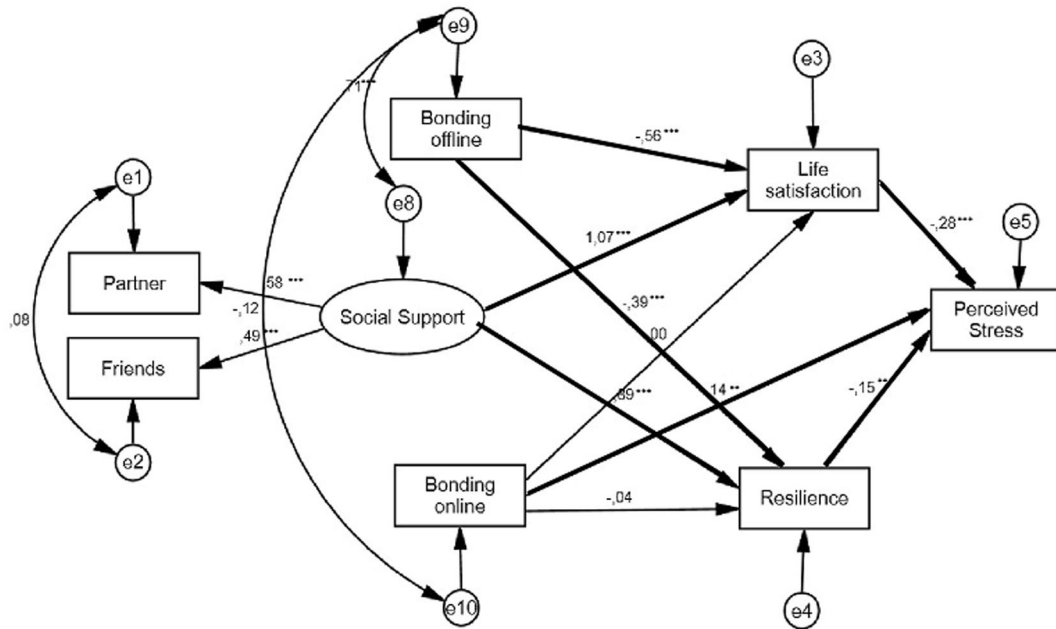 e9
,71***
e3
Bonding
offline
-,56 ***
Life
satisfaction
e1
e8
-,28***
e5
Partner
1,07***
,58 ***
-,12
Social Support
-,39***
Perceived
Stress
,08
,49***
,00
Friends
,39***
,14 **
-,15 **
e2
Bonding
online
-,04
Resilience
e10
e4